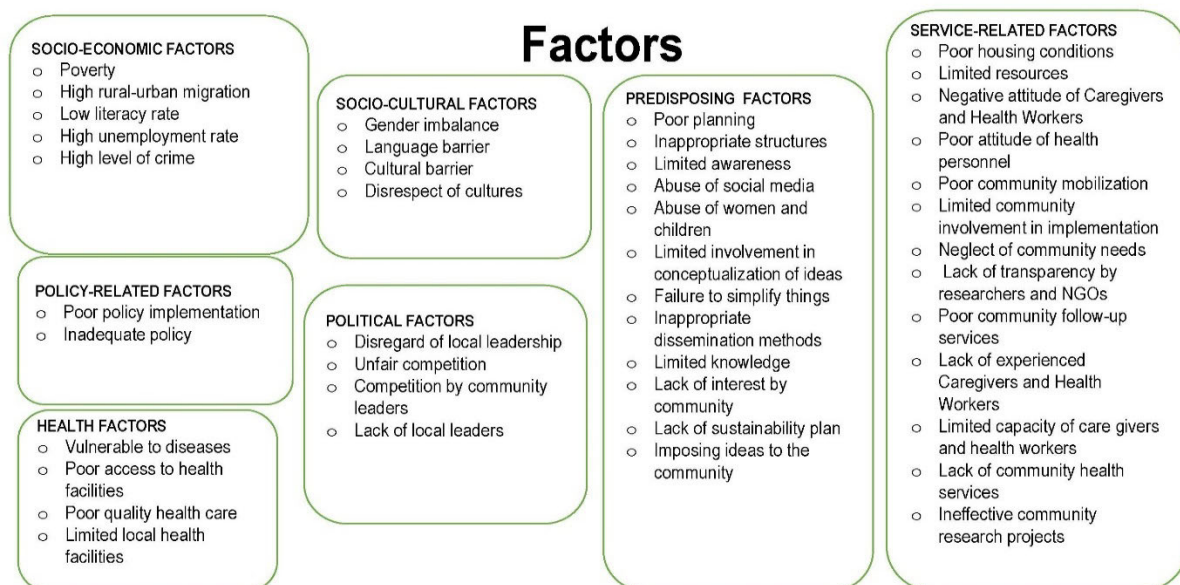 Factors
SOCIO-ECONOMIC FACTORS
o Poverty
o High rural-urban migration
o Low literacy rate
o High unemployment rate
o High level of crime
POLICY-RELATED FACTORS
o Poor policy implementation
o Inadequate policy
HEALTH FACTORS
o Vulnerable to diseases
o Poor access to health
facilities
o Poor quality health care
o Limited local health
facilities
SOCIO-CULTURAL FACTORS
o Gender imbalance
o Language barrier
o Cultural barrier
o Disrespect of cultures
POLITICAL FACTORS
o Disregard of local leadership
o Unfair competition
o Competition by community
leaders
o Lack of local leaders
PREDISPOSING FACTORS
o Poor planning
o Inappropriate structures
o Limited awareness
o Abuse of social media
o Abuse of women and
children
o Limited involvement in
conceptualization of ideas
o Failure to simplify things
o Inappropriate
dissemination methods
o Limited knowledge
o Lack of interest by
community
o Lack of sustainability plan
o Imposing ideas to the
community
SERVICE-RELATED FACTORS
o Poor housing conditions
o Limited resources
o Negative attitude of Caregivers
and Health Workers
o Poor attitude of health
personnel
o Poor community mobilization
o Limited community
involvement in implementation
o Neglect of community needs
o Lack of transparency by
researchers and NGOs
o Poor community follow-up
services
o Lack of experienced
Caregivers and Health
Workers
o Limited capacity of care givers
and health workers
o Lack of community health
services
o Ineffective community
research projects